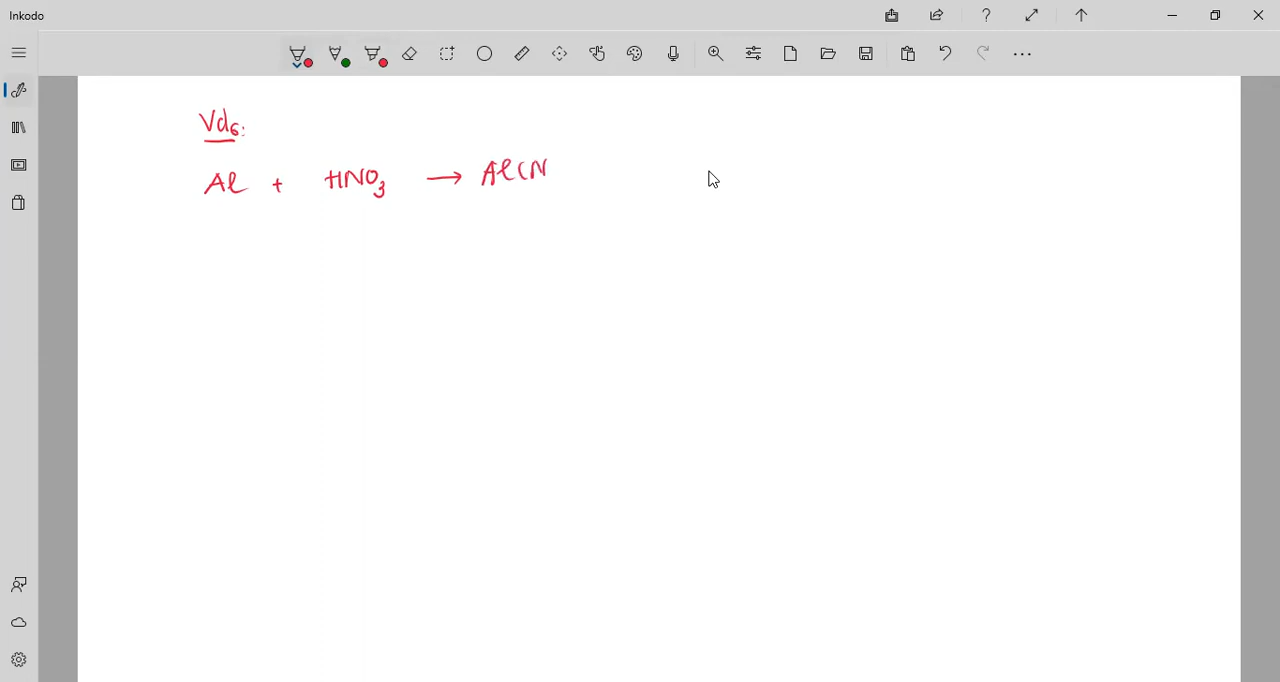 Inkodo
Vd6:
Al + HNO3 → Al(N